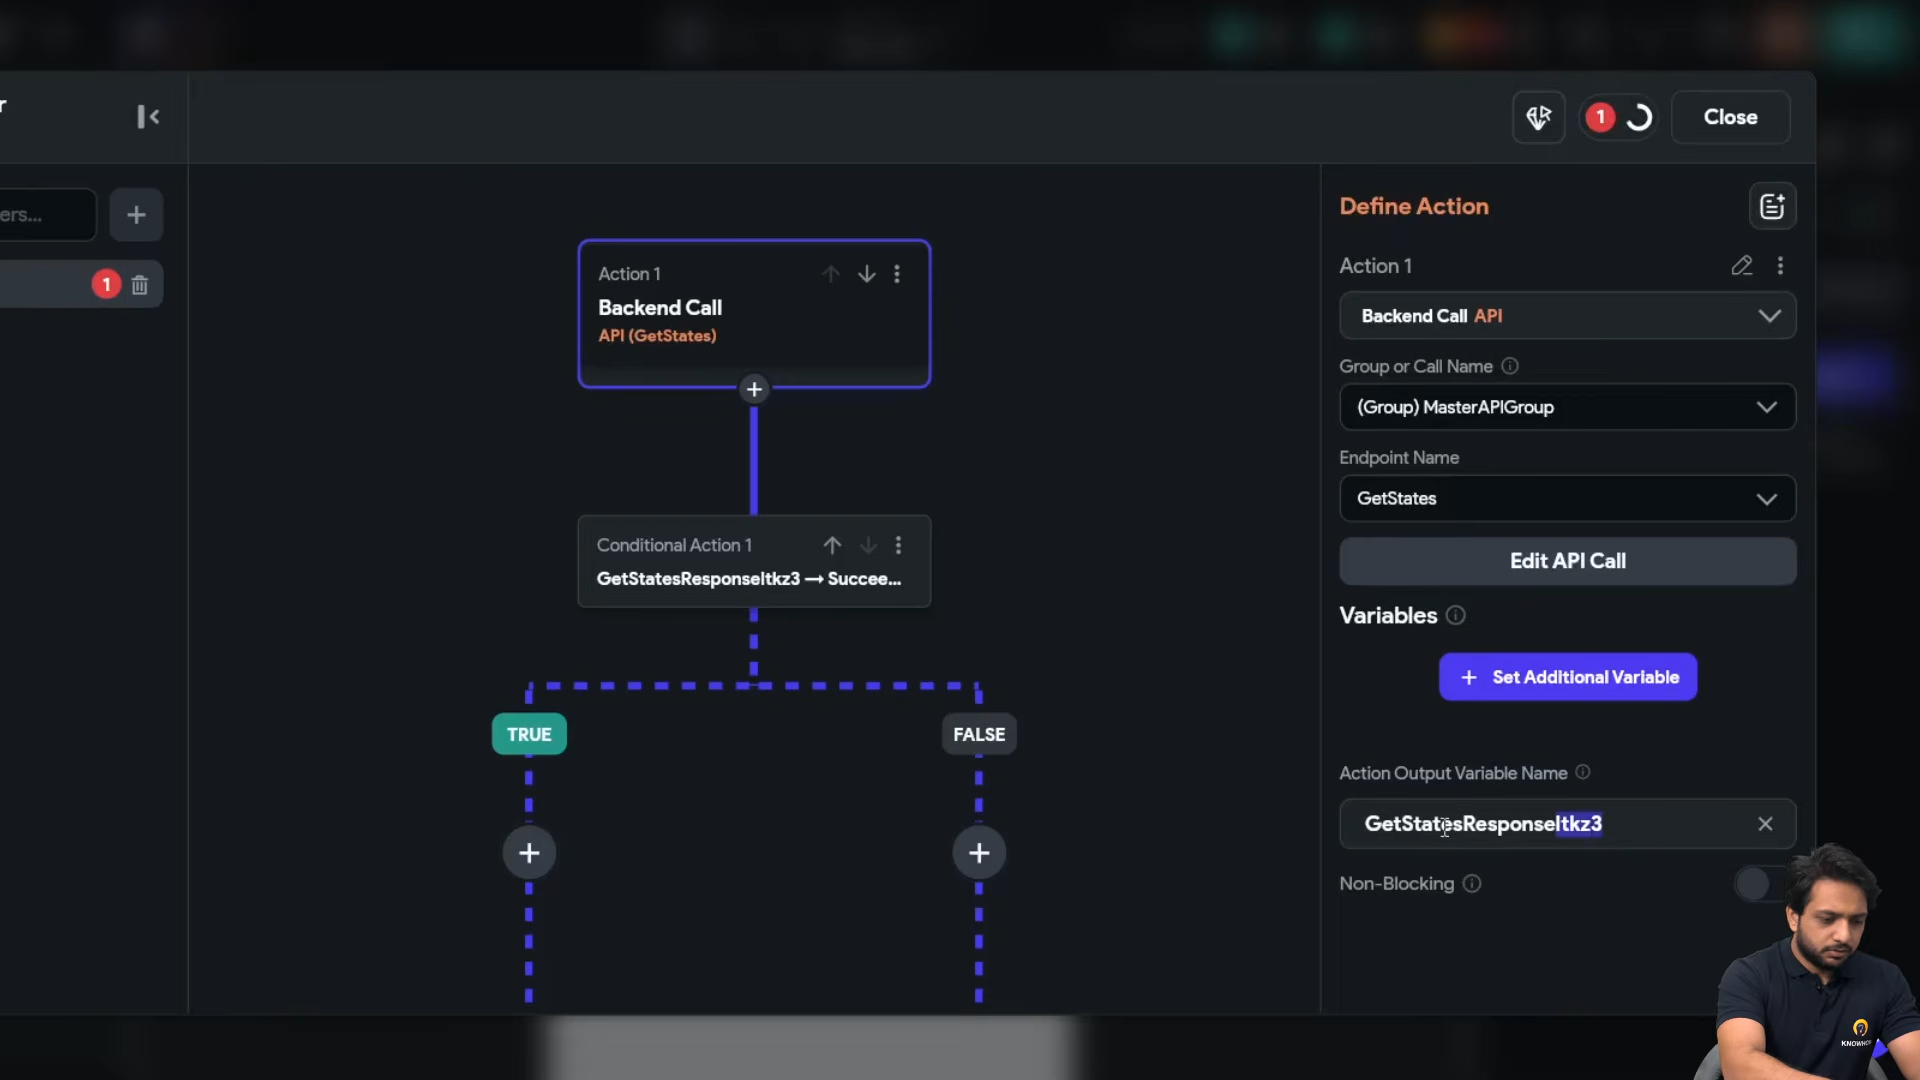 r
1
Close
ers...
1
Define Action
Action 1
Backend Call API
Group or Call Name
(Group) MasterAPIGroup
Endpoint Name
GetStates
Edit API Call
Variables
+ Set Additional Variable
Action Output Variable Name
GetStatesResponseltkz3
Non-Blocking
Action 1
Backend Call
API (GetStates)
Conditional Action 1
GetStatesResponseltkz3 → Succee...
TRUE
FALSE